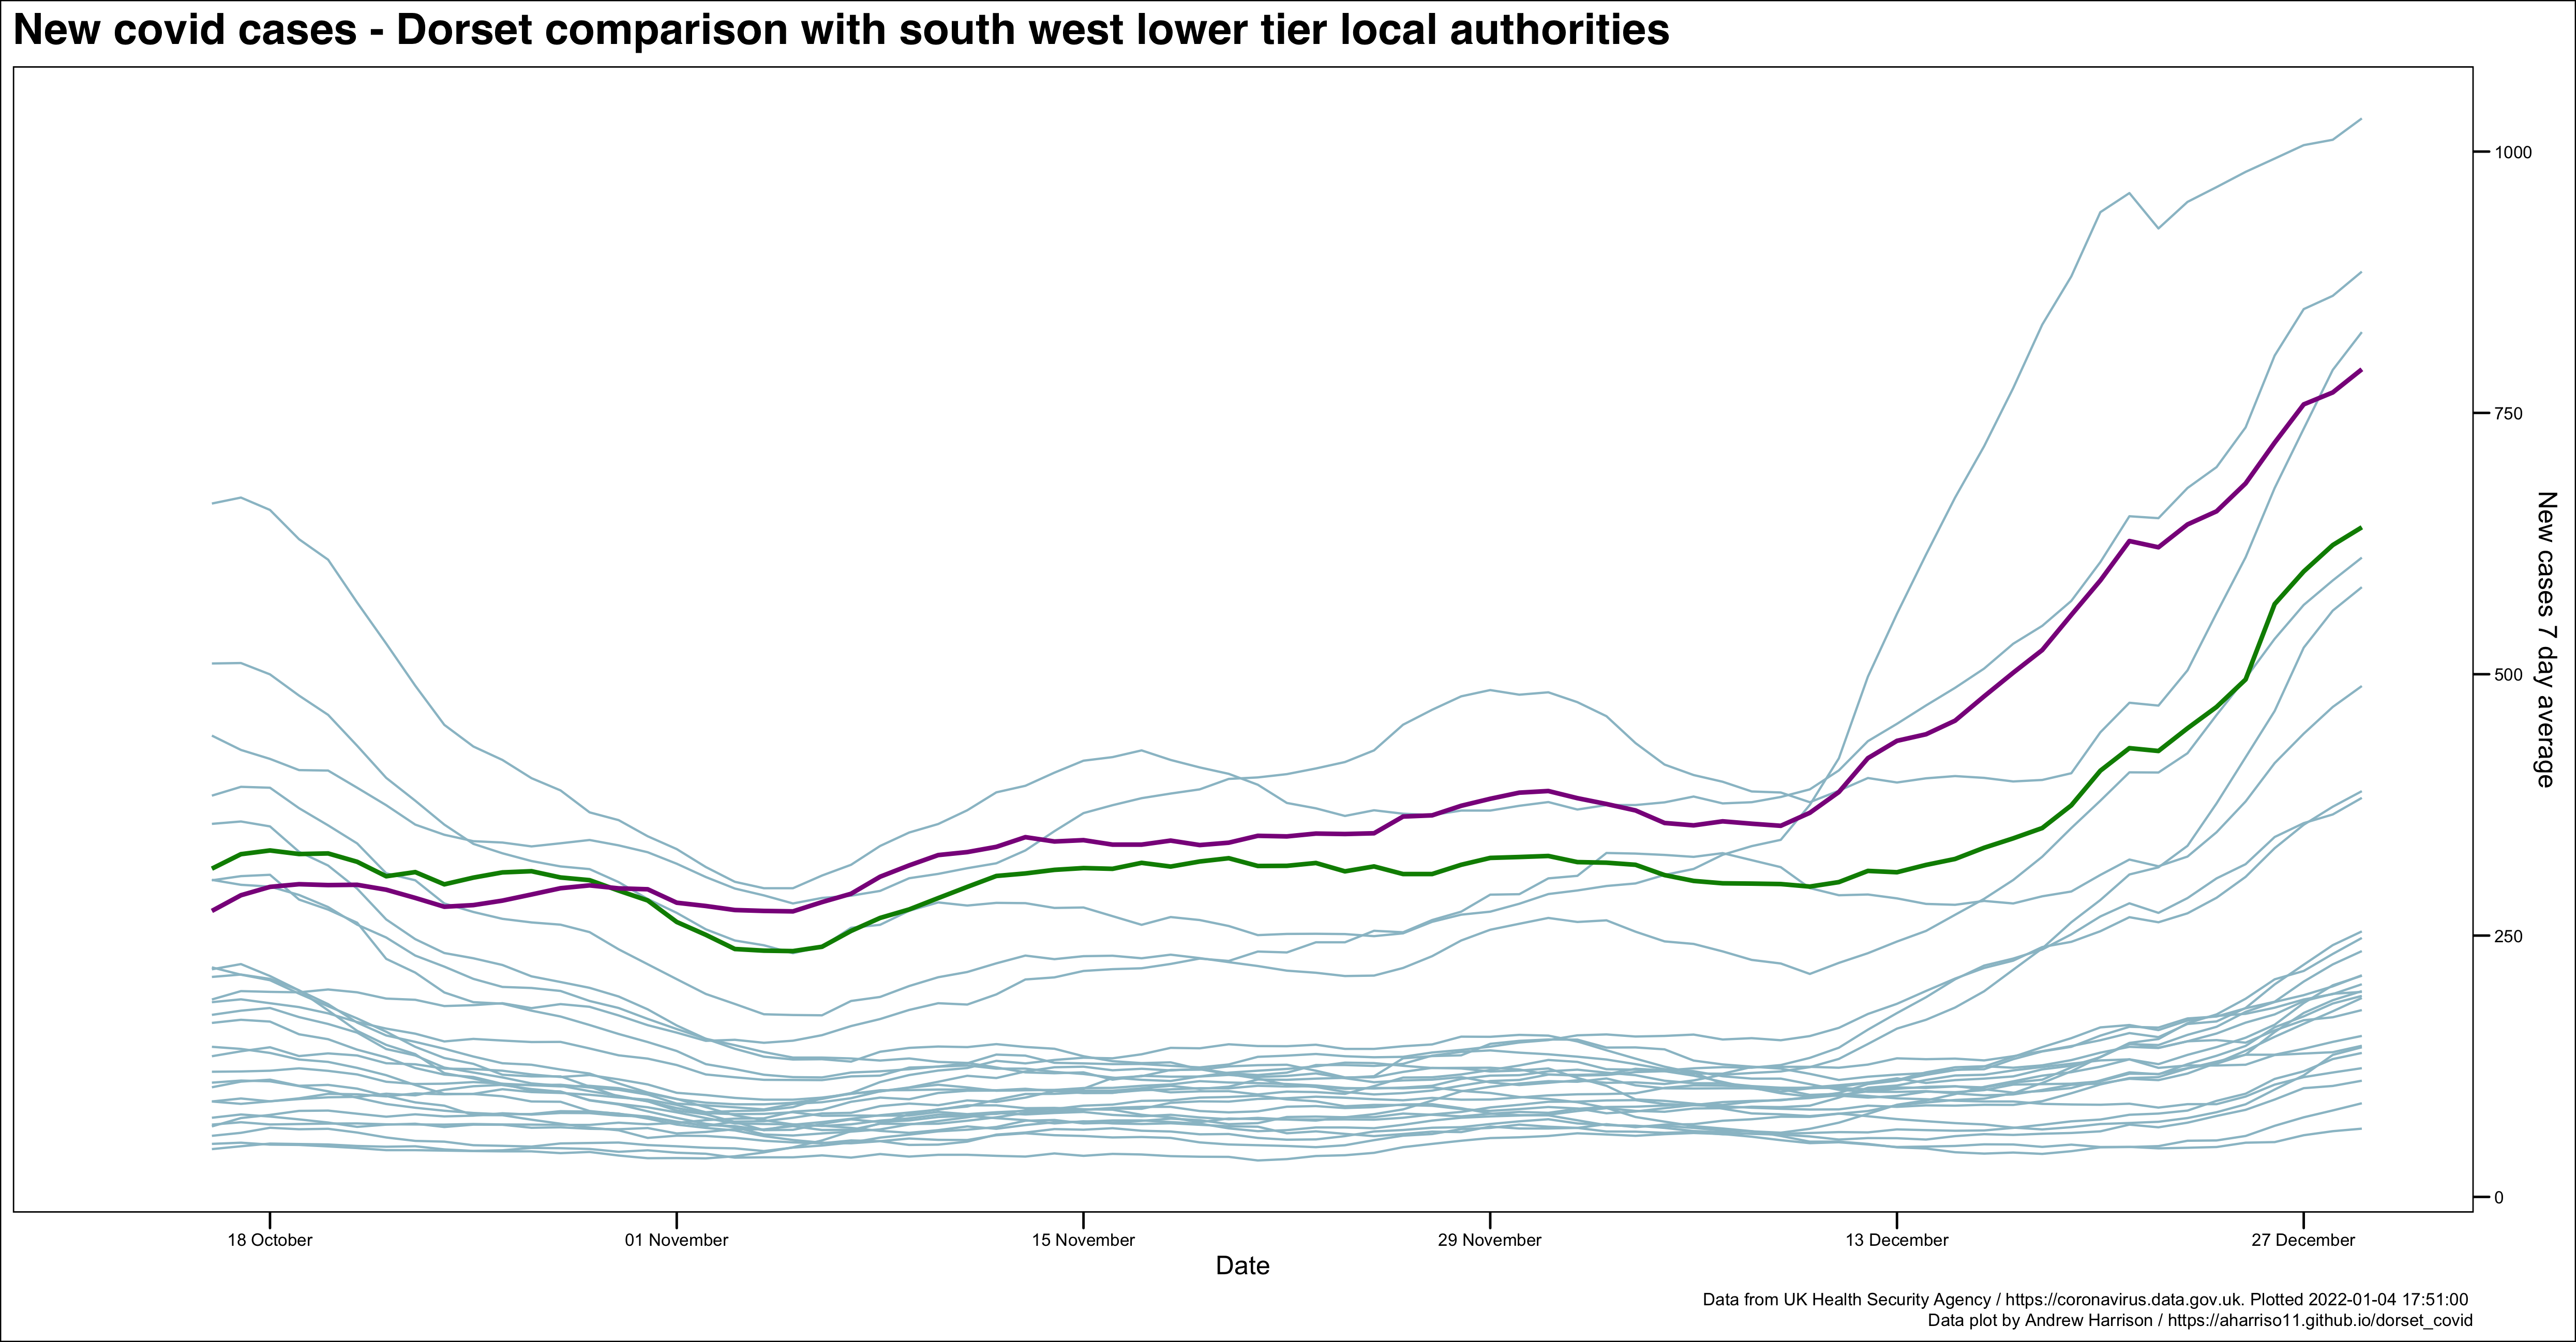 New covid cases - Dorset comparison with south west lower tier local authorities
1000
750
500
250
0
New cases 7 day average
18 October
01 November
15 November
29 November
13 December
27 December
Date
Data from UK Health Security Agency / https://coronavirus.data.gov.uk. Plotted 2022-01-04 17:51:00
Data plot by Andrew Harrison / https://aharriso11.github.io/dorset_covid